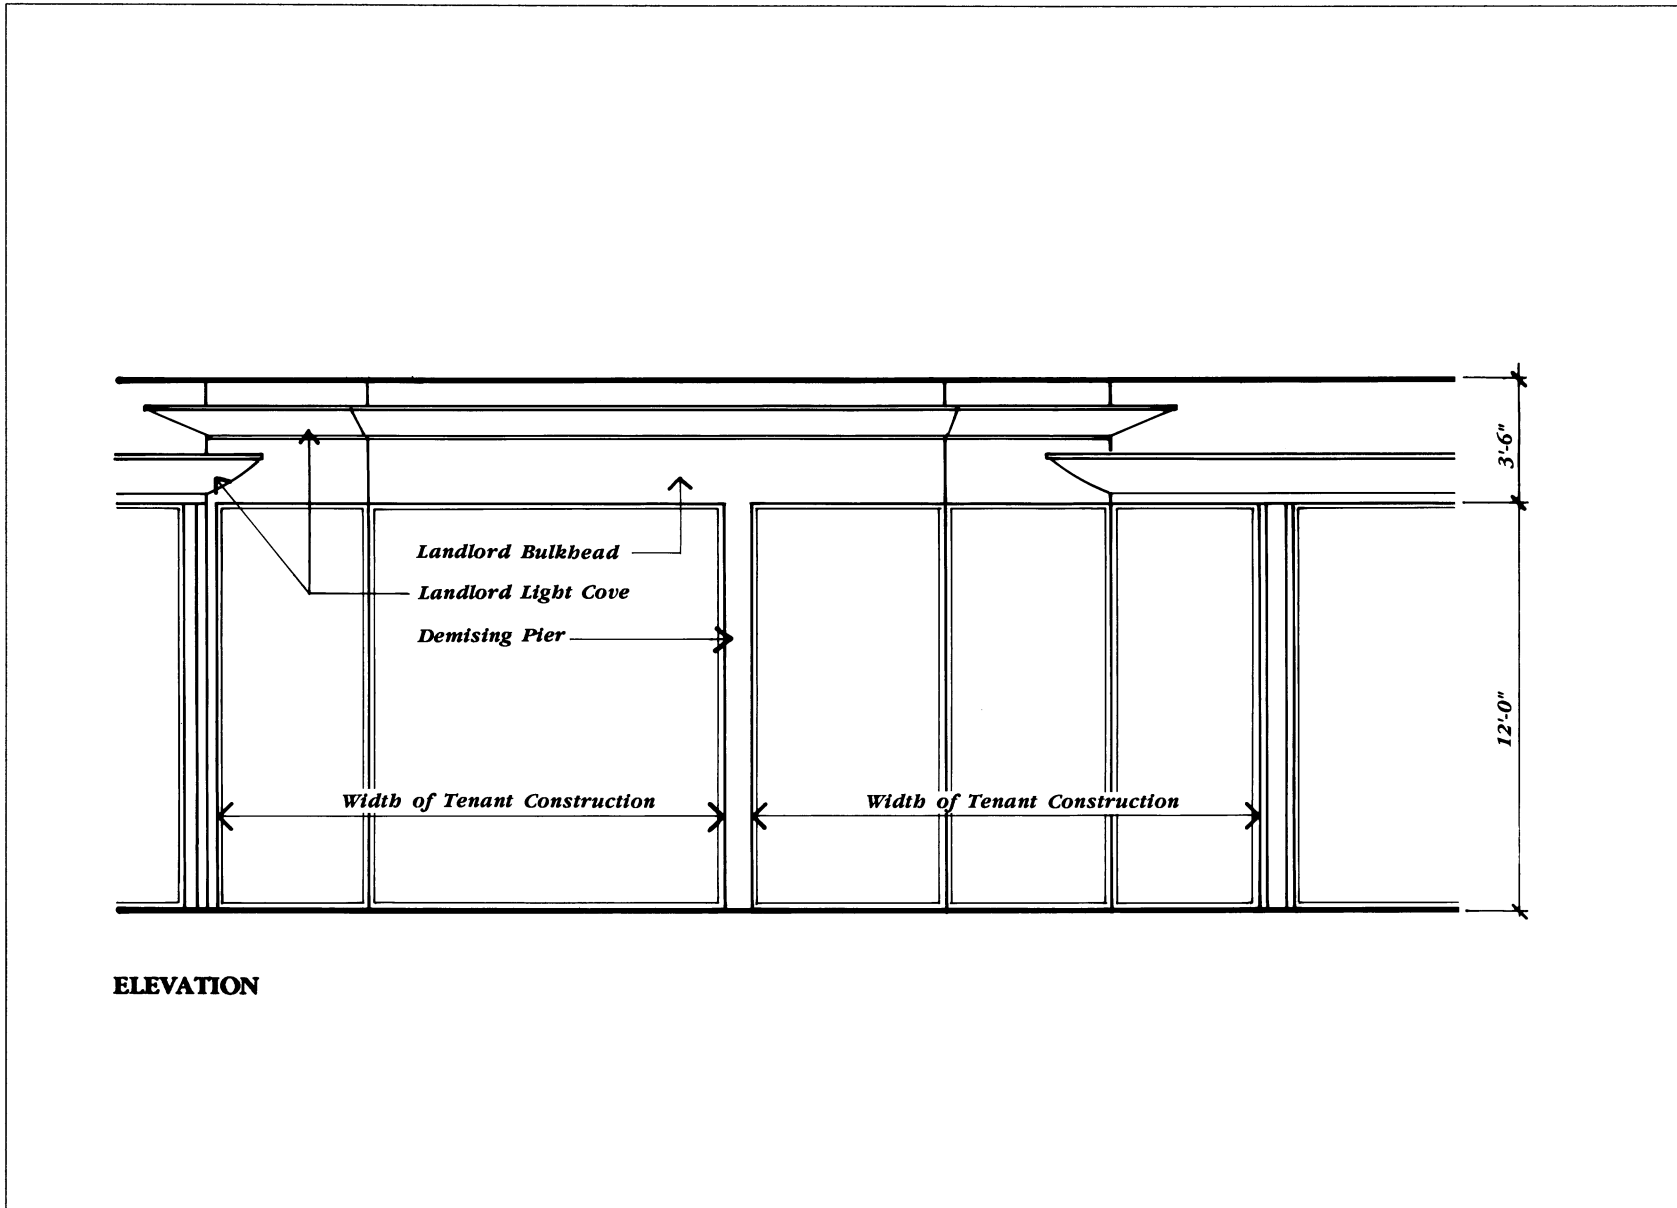 3'-6"
Landlord Bulkhead
Landlord Light Cove
Demising Pier
12'-0"
Width of Tenant Construction
Width of Tenant Construction
ELEVATION